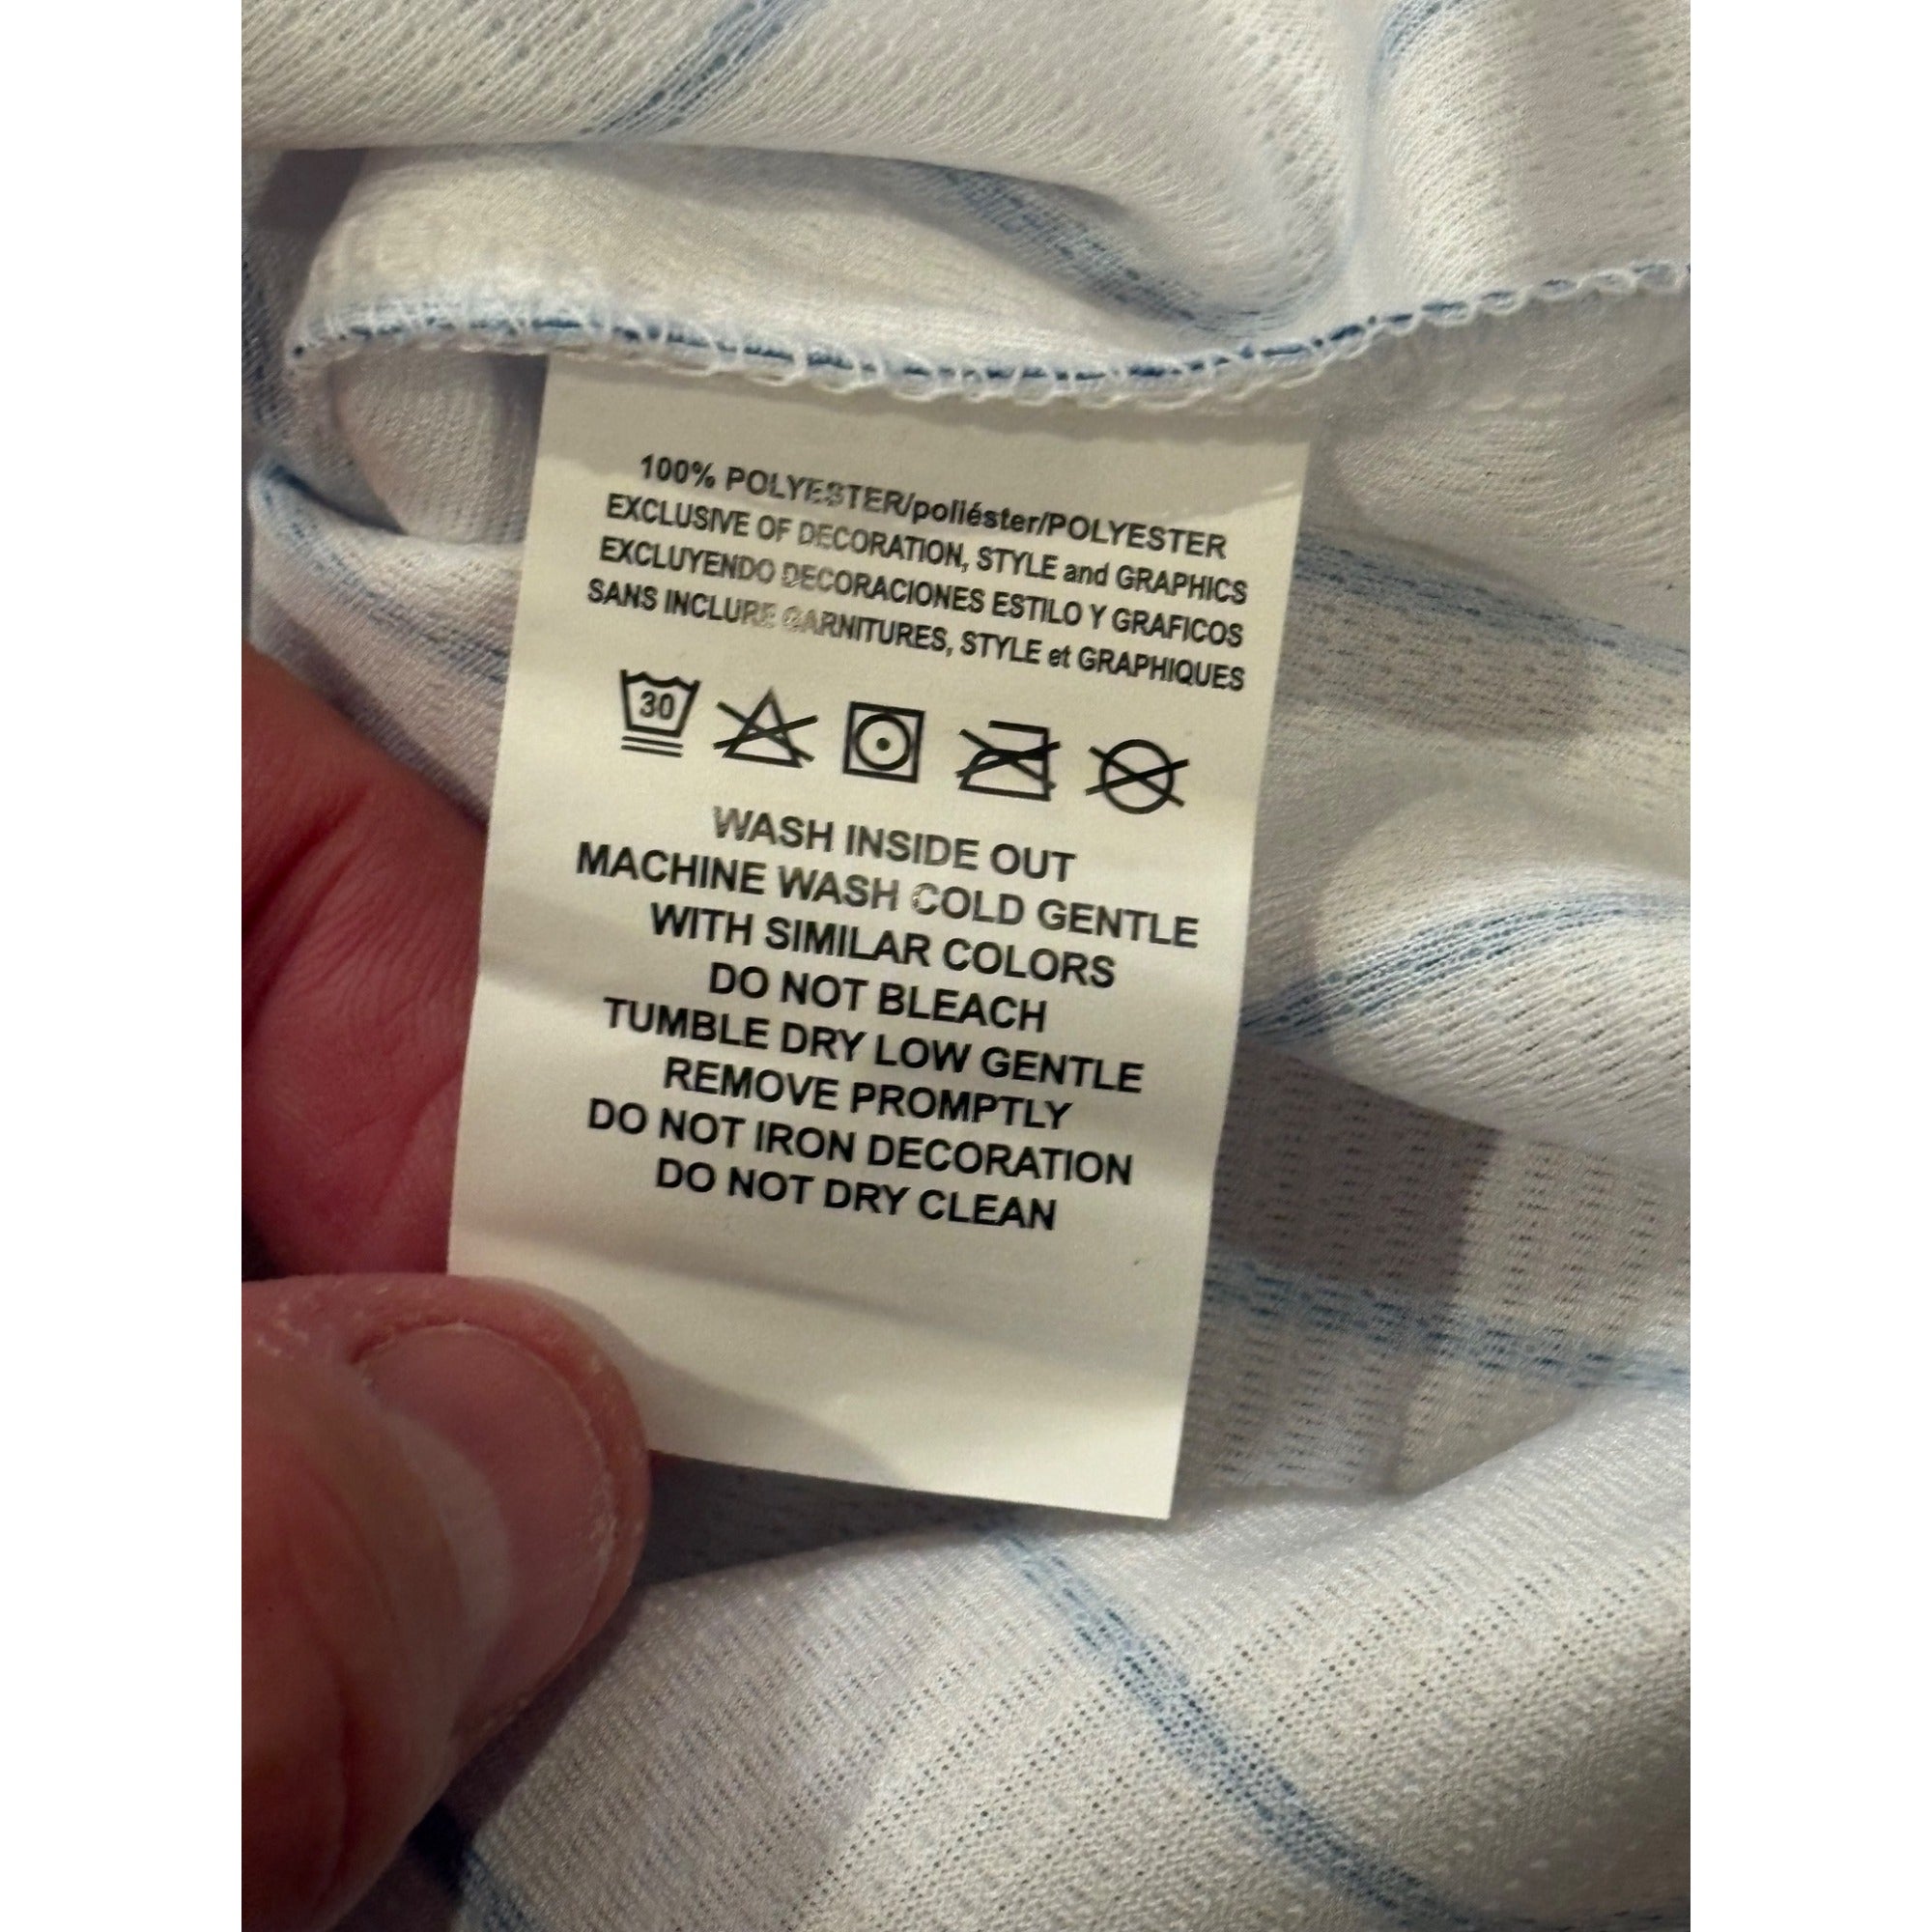 100% POLYESTER/poliéster/POLYESTER
EXCLUSIVE OF DECORATION, STYLE and GRAPHICS
EXCLUYENDO DECORACIONES ESTILO Y GRAFICOS
SANS INCLURE GARNITURES, STYLE et GRAPHIQUES
30
WASH INSIDE OUT
MACHINE WASH COLD GENTLE
WITH SIMILAR COLORS
DO NOT BLEACH
TUMBLE DRY LOW GENTLE
REMOVE PROMPTLY
DO NOT IRON DECORATION
DO NOT DRY CLEAN